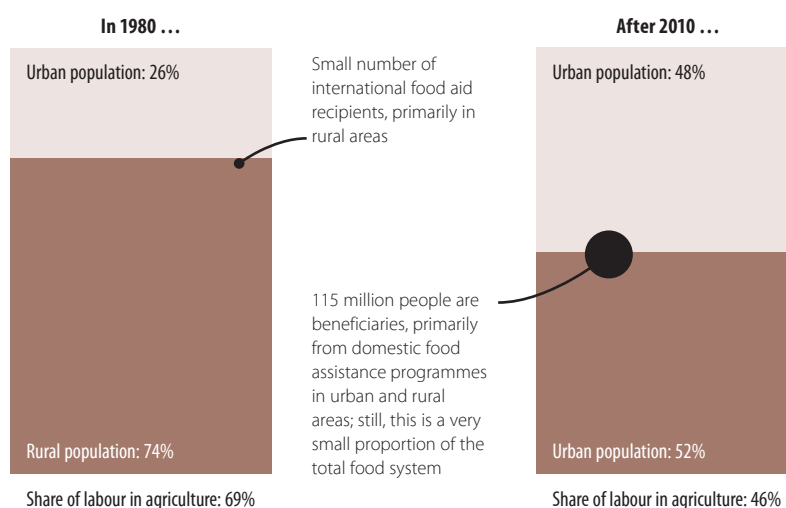 In 1980 …
Urban population: 26%
Rural population: 74%
Share of labour in agriculture: 69%
Small number of
international food aid
recipients, primarily in
rural areas
115 million people are
beneficiaries, primarily
from domestic food
assistance programmes
in urban and rural
areas; still, this is a very
small proportion of the
total food system
After 2010 …
Urban population: 48%
Urban population: 52%
Share of labour in agriculture: 46%